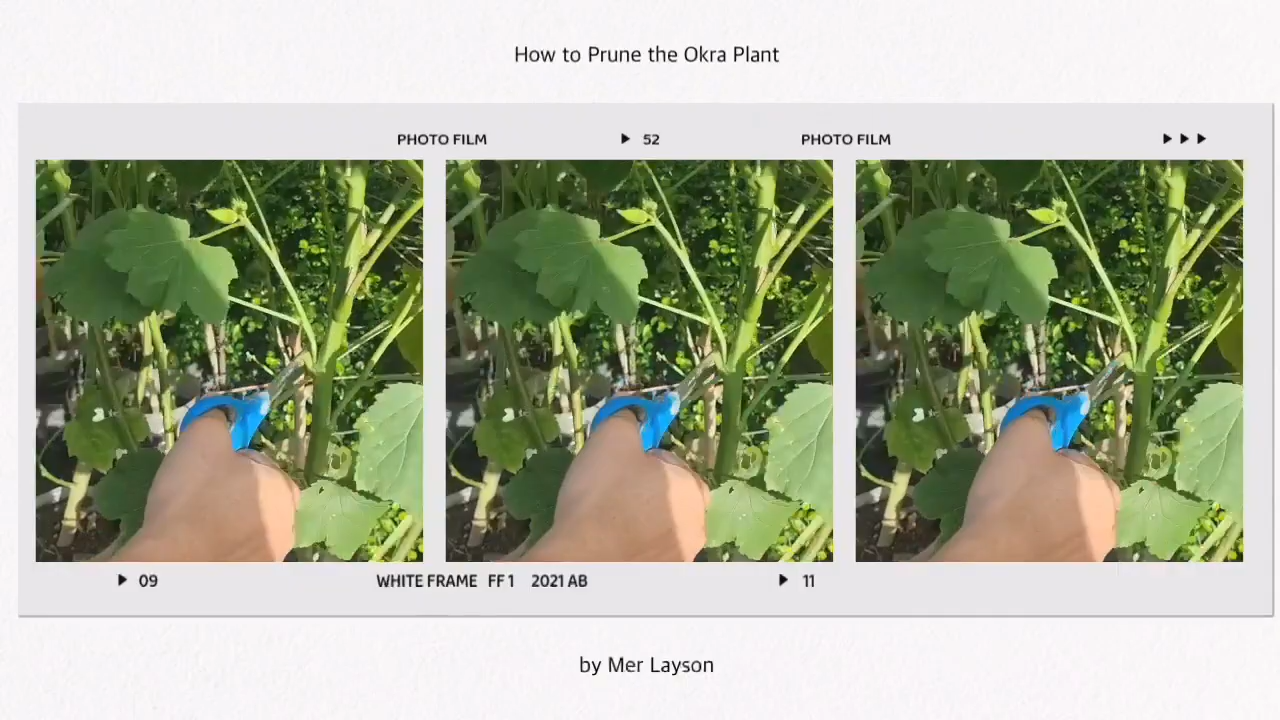 How to Prune the Okra Plant
PHOTO FILM ▶ 52 PHOTO FILM ▶ ▶ ▶
▶ 09 WHITE FRAME FF 1 2021 AB ▶ 11
by Mer Layson